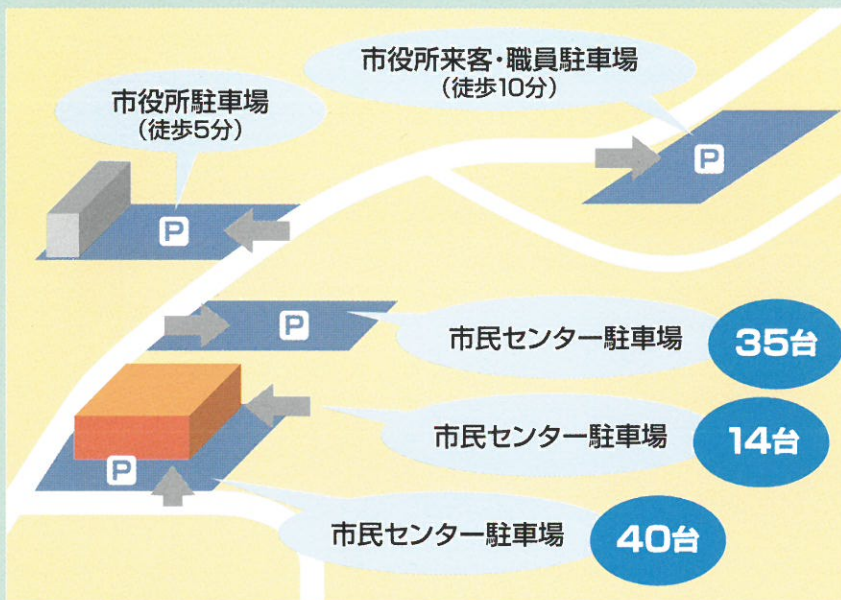 市役所来客・職員駐車場
(徒歩10分)
市役所駐車場
(徒歩5分)
P
P
P
市民センター駐車場
35台
市民センター駐車場
14台
P
市民センター駐車場
40台